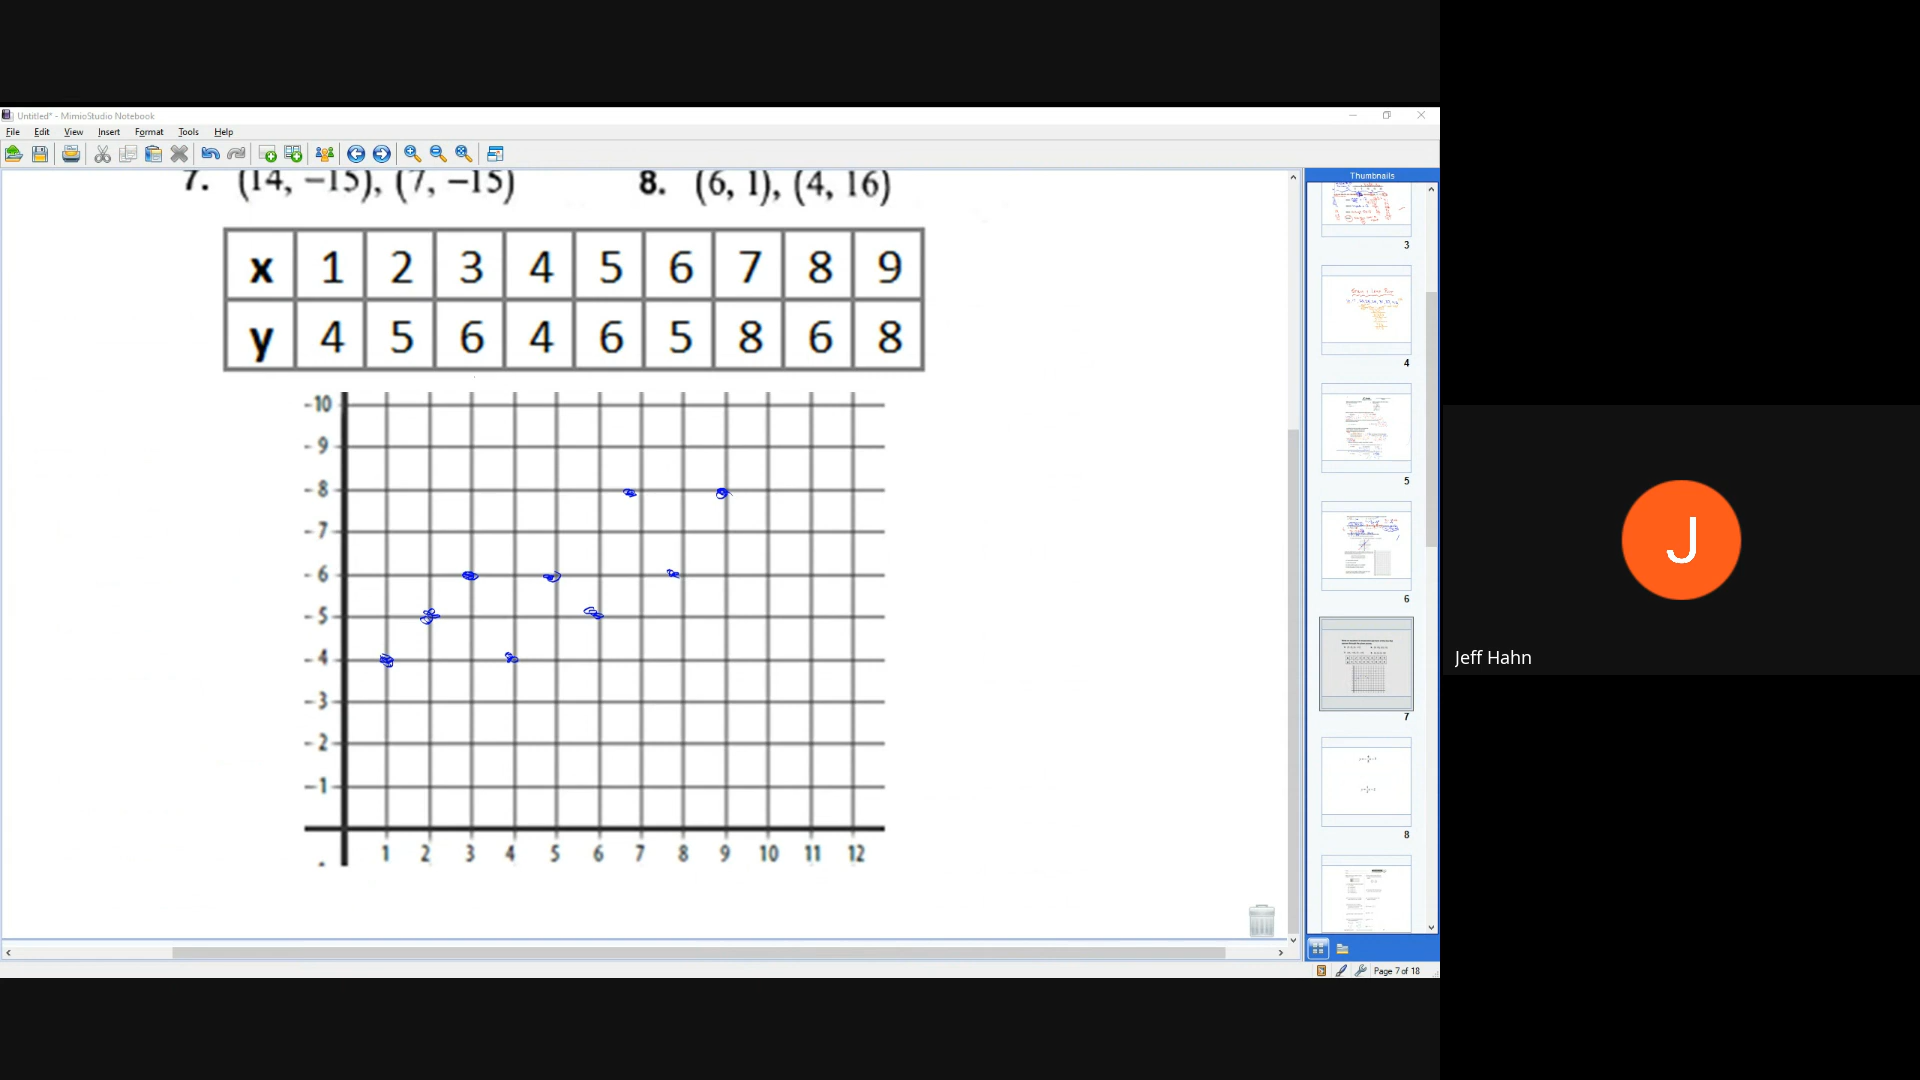 Untitled* - MimioStudio Notebook
File Edit View Insert Format Tools Help
Thumbnails
7. (14, −15), (7, −15) 8. (6, 1), (4, 16)
x 1 2 3 4 5 6 7 8 9
y 4 5 6 4 6 5 8 6 8
-10
-9
-8
-7
-6
-5
-4
-3
-2
-1
1 2 3 4 5 6 7 8 9 10 11 12
3
4
5
6
7
8
Page 7 of 18
J
Jeff Hahn